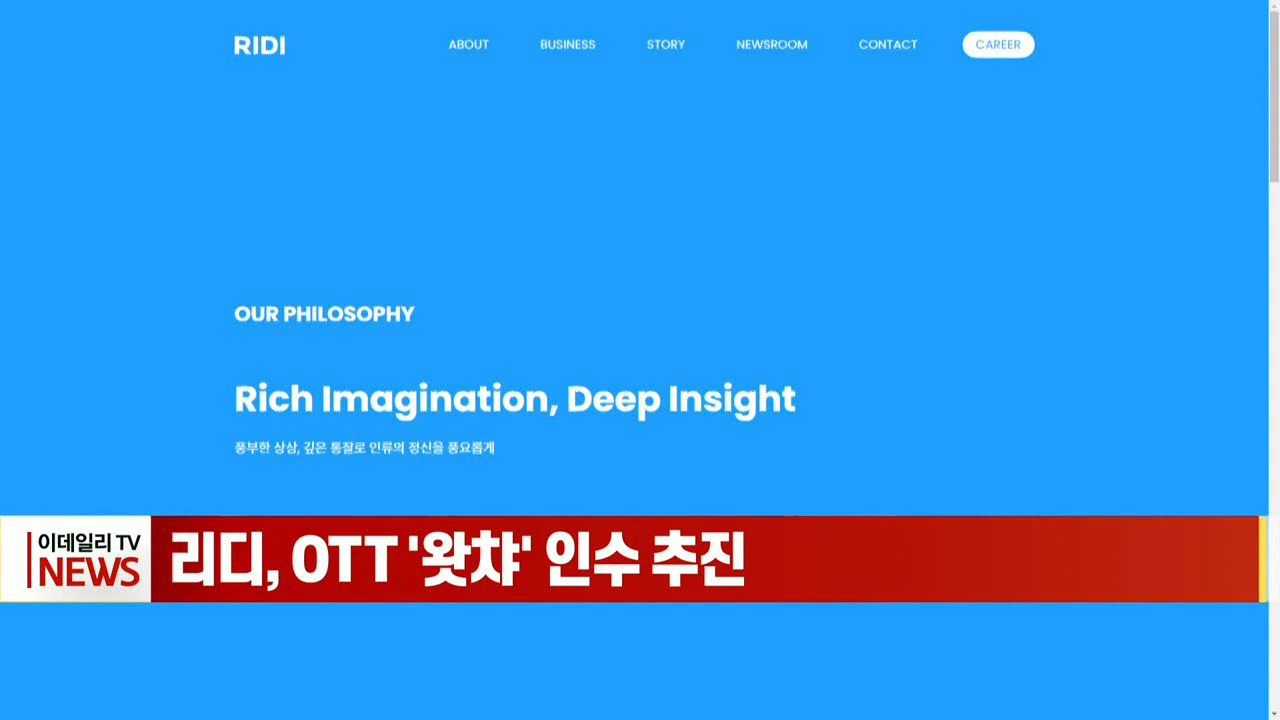 RIDI
ABOUT BUSINESS STORY NEWSROOM CONTACT CAREER
OUR PHILOSOPHY
Rich Imagination, Deep Insight
풍부한 상상, 깊은 통찰로 인류의 정신을 풍요롭게
이데일리 TV
NEWS
리디, OTT '왓챠' 인수 추진